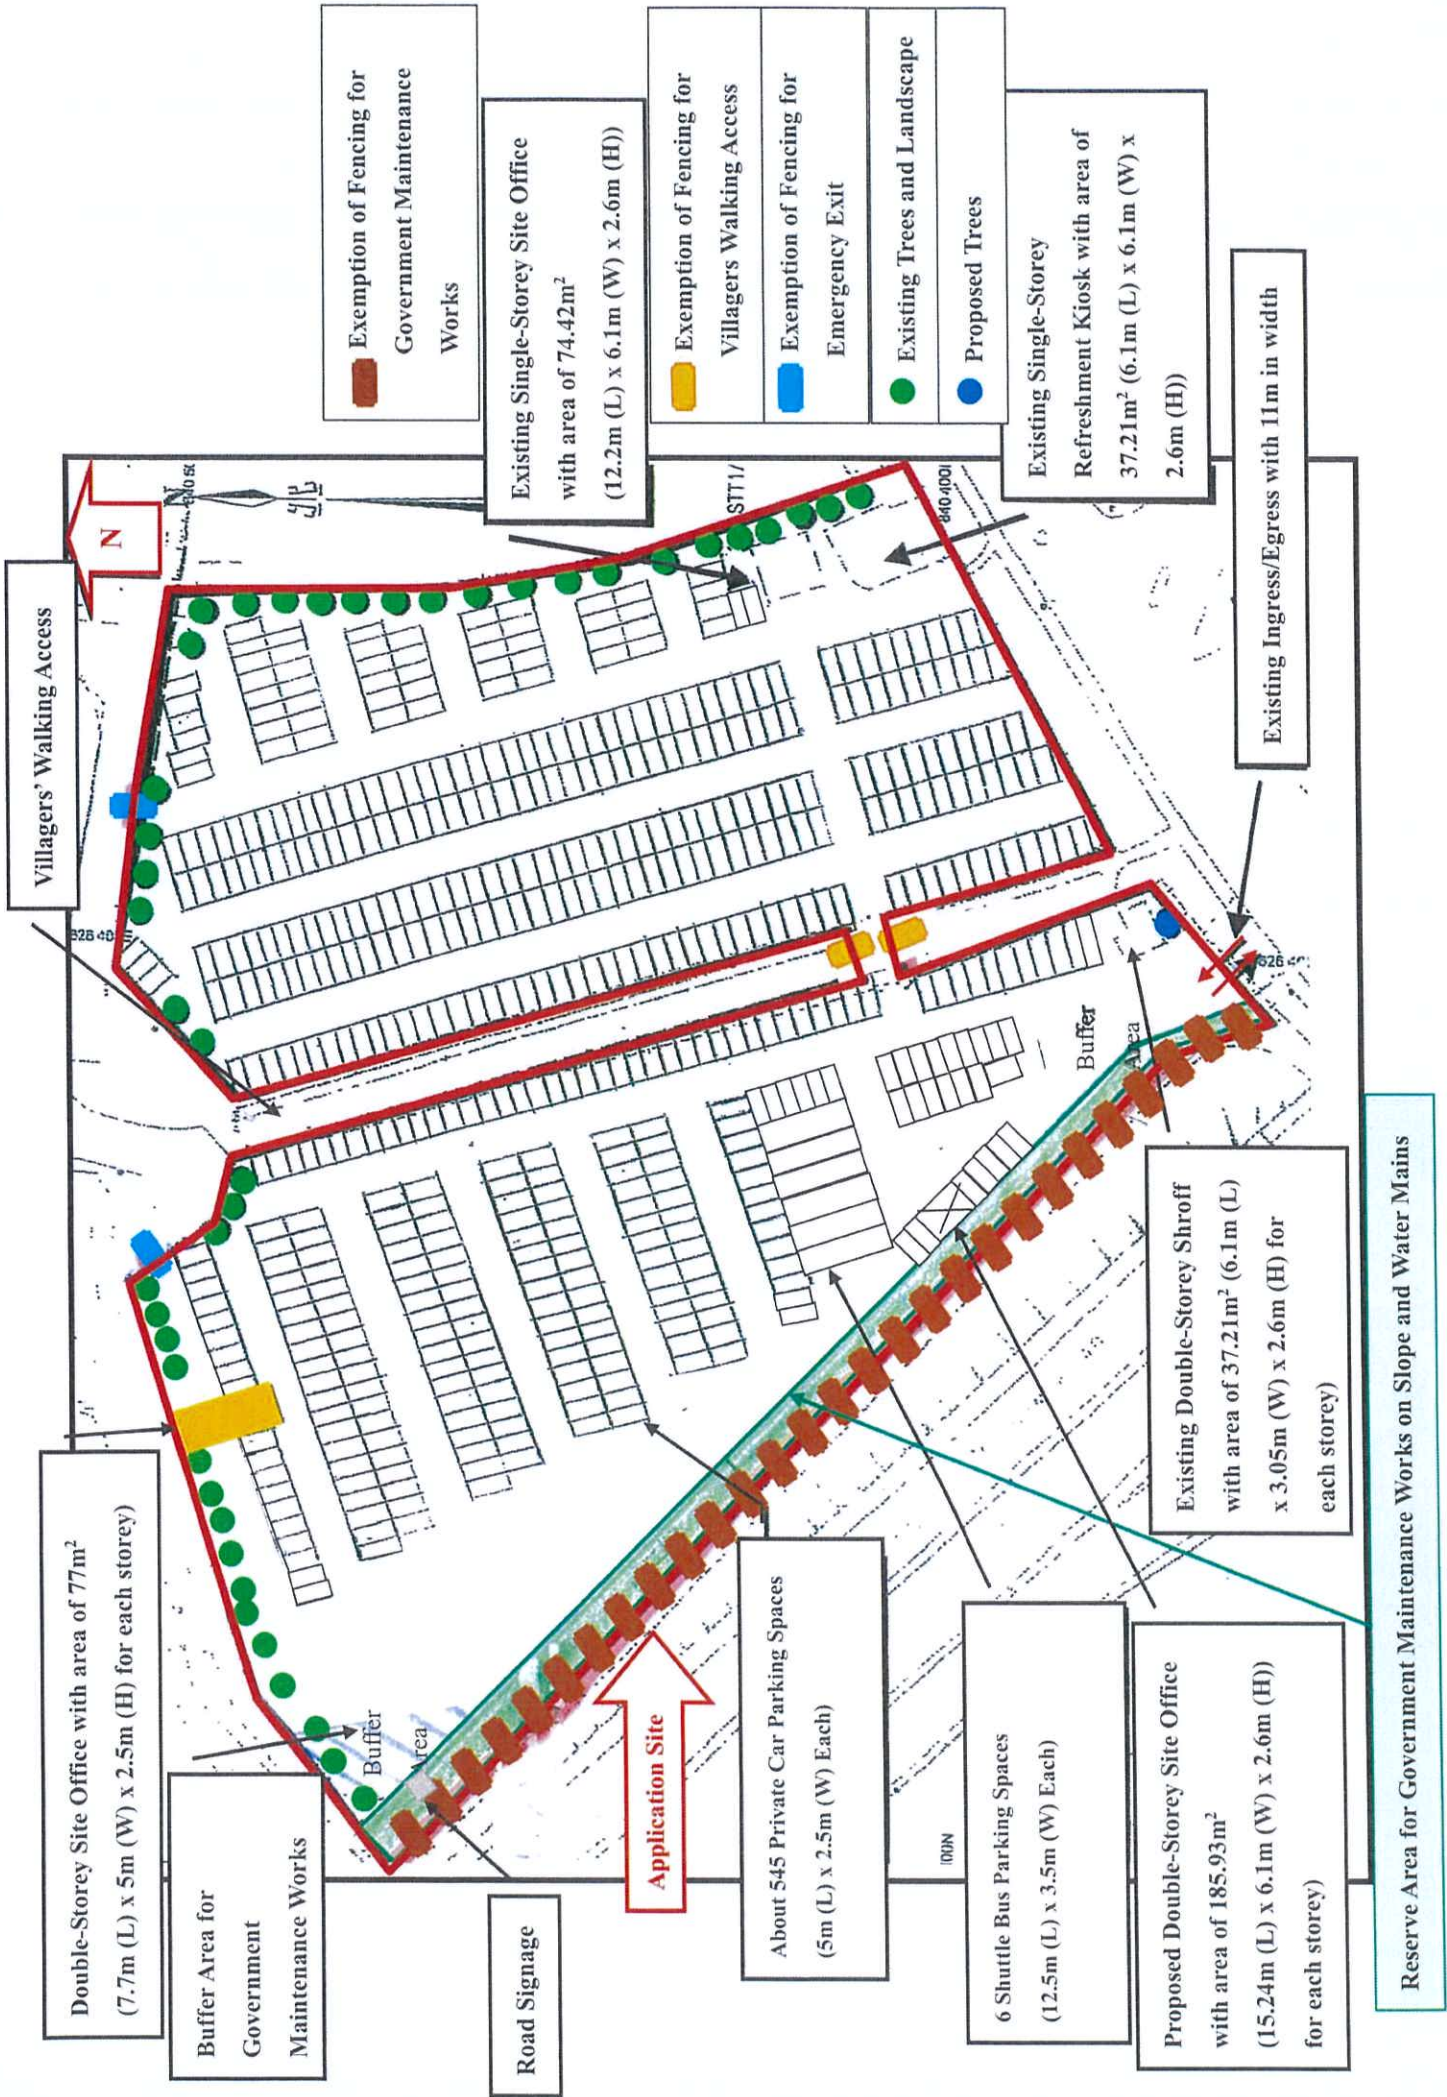 Double-Storey Site Office with area of 77m²
(7.7m (L) x 5m (W) x 2.5m (H) for each storey)
Villagers' Walking Access
N
N
Buffer Area for
Government
Maintenance Works
Exemption of Fencing for
Government Maintenance
Works
Existing Single-Storey Site Office
with area of 74.42m²
(12.2m (L) x 6.1m (W) x 2.6m (H))
Exemption of Fencing for
Villagers Walking Access
Exemption of Fencing for
Emergency Exit
Existing Trees and Landscape
Proposed Trees
Existing Single-Storey
Refreshment Kiosk with area of
37.21m² (6.1m (L) x 6.1m (W) x
2.6m (H))
Existing Ingress/Egress with 11m in width
STT1/
Buffer
Area
Buffer
Area
Road Signage
Application Site
About 545 Private Car Parking Spaces
(5m (L) x 2.5m (W) Each)
6 Shuttle Bus Parking Spaces
(12.5m (L) x 3.5m (W) Each)
Proposed Double-Storey Site Office
with area of 185.93m²
(15.24m (L) x 6.1m (W) x 2.6m (H))
for each storey)
Existing Double-Storey Shroff
with area of 37.21m² (6.1m (L)
x 3.05m (W) x 2.6m (H) for
each storey)
Reserve Area for Government Maintenance Works on Slope and Water Mains